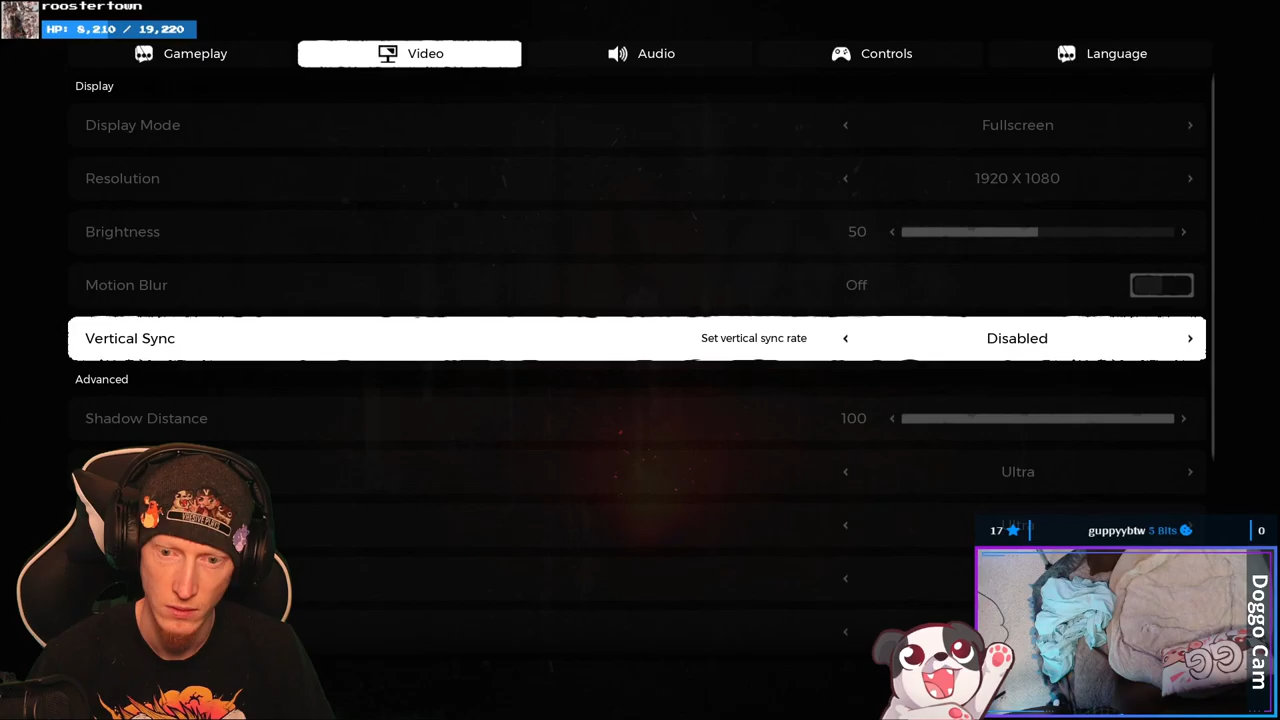 roostertown
HP: 8,210 / 19,220
Gameplay
Video
Audio
Controls
Language
Display
Display Mode
Fullscreen
Resolution
1920 X 1080
Brightness
50
Motion Blur
Off
Vertical Sync
Set vertical sync rate
Disabled
Advanced
Shadow Distance
100
Ultra
17
guppyybtw 5 Bits
0
Doggo Cam
GG